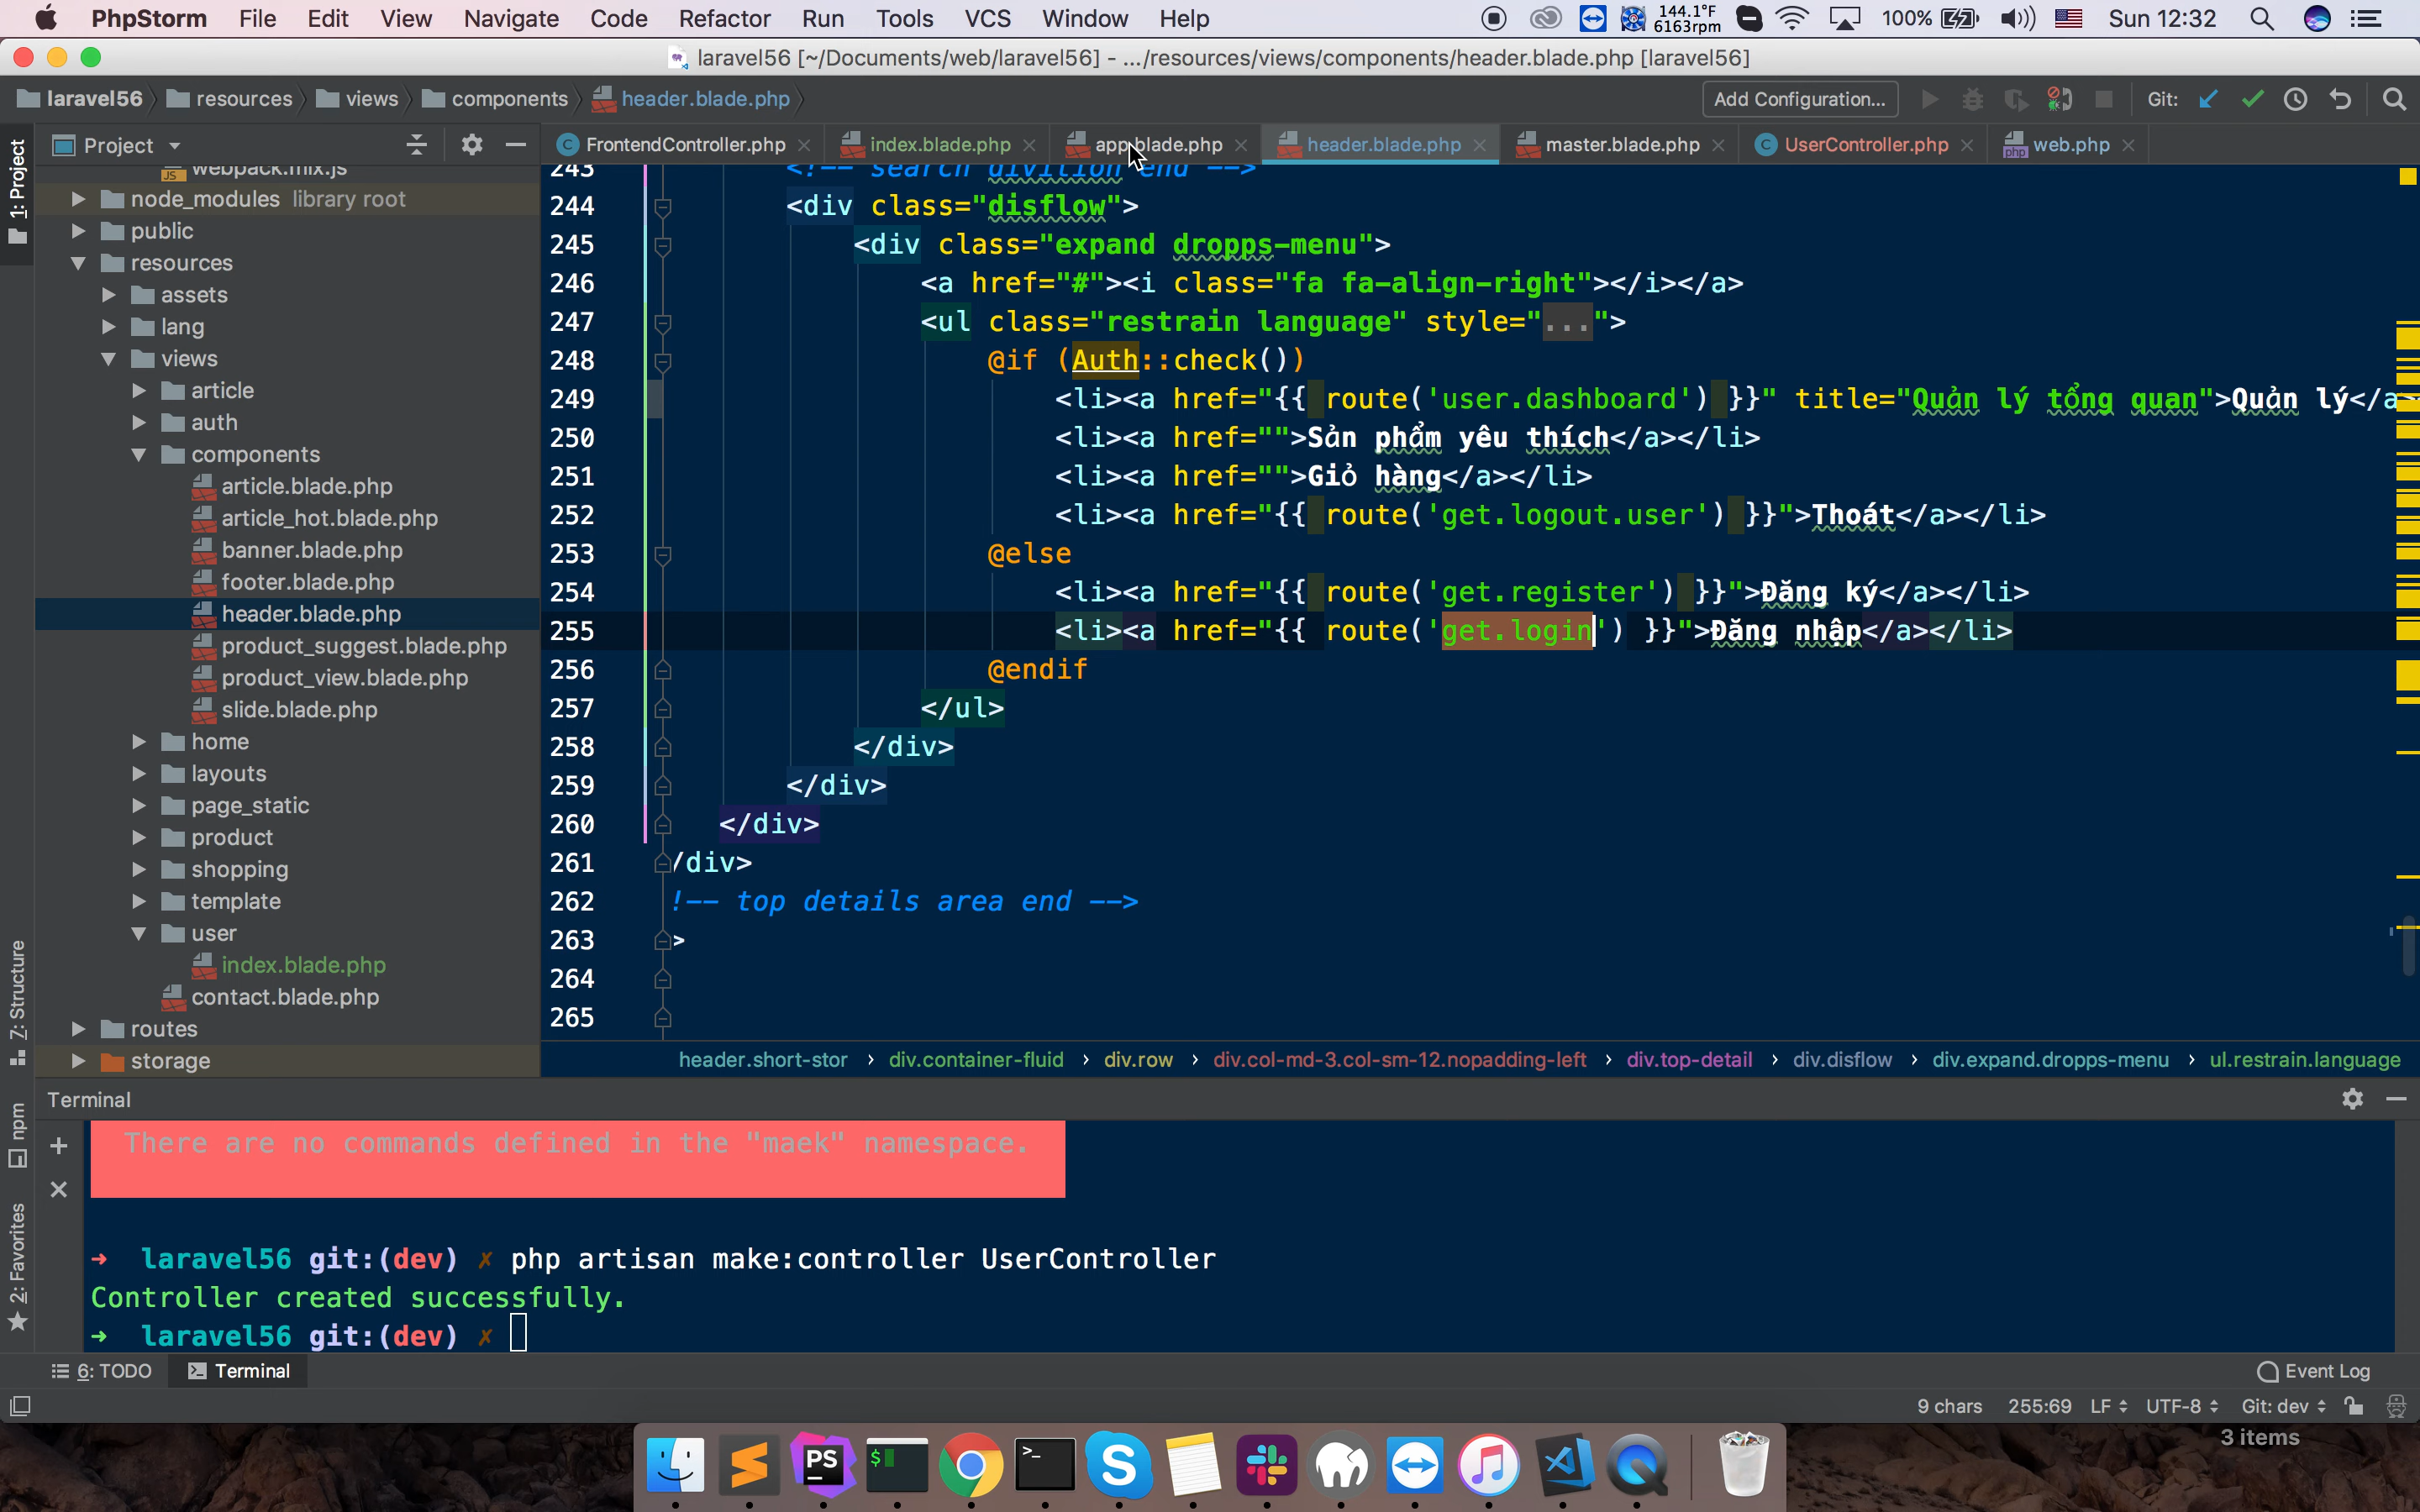 PhpStorm File Edit View Navigate Code Refactor Run Tools VCS Window Help 144.1°F 6163rpm 100% Sun 12:32
laravel56 [~/Documents/web/laravel56] - .../resources/views/components/header.blade.php [laravel56]
laravel56 resources views components header.blade.php Add Configuration... Git:
1: Project
Project
FrontendController.php index.blade.php app.blade.php header.blade.php master.blade.php UserController.php web.php
webpack.mix.js
node_modules library root
public
resources
assets
lang
views
article
auth
components
article.blade.php
article_hot.blade.php
banner.blade.php
footer.blade.php
header.blade.php
product_suggest.blade.php
product_view.blade.php
slide.blade.php
home
layouts
page_static
product
shopping
template
user
index.blade.php
contact.blade.php
routes
storage
243 <!-- search divition end -->
244 <div class="disflow">
245 <div class="expand dropps-menu">
246 <a href="#"><i class="fa fa-align-right"></i></a>
247 <ul class="restrain language" style="...">
248 @if (Auth::check())
249 <li><a href="{{ route('user.dashboard') }}" title="Quản lý tổng quan">Quản lý</a>
250 <li><a href="">Sản phẩm yêu thích</a></li>
251 <li><a href="">Giỏ hàng</a></li>
252 <li><a href="{{ route('get.logout.user') }}">Thoát</a></li>
253 @else
254 <li><a href="{{ route('get.register') }}">Đăng ký</a></li>
255 <li><a href="{{ route('get.login') }}">Đăng nhập</a></li>
256 @endif
257 </ul>
258 </div>
259 </div>
260 </div>
261 /div>
262 !-- top details area end -->
263 >
264
265
header.short-stor › div.container-fluid › div.row › div.col-md-3.col-sm-12.nopadding-left › div.top-detail › div.disflow › div.expand.dropps-menu › ul.restrain.language
7: Structure
npm
2: Favorites
Terminal
There are no commands defined in the "maek" namespace.
➜ laravel56 git:(dev) ✗ php artisan make:controller UserController
Controller created successfully.
➜ laravel56 git:(dev) ✗
6: TODO Terminal Event Log
9 chars 255:69 LF UTF-8 Git: dev
3 items
PS